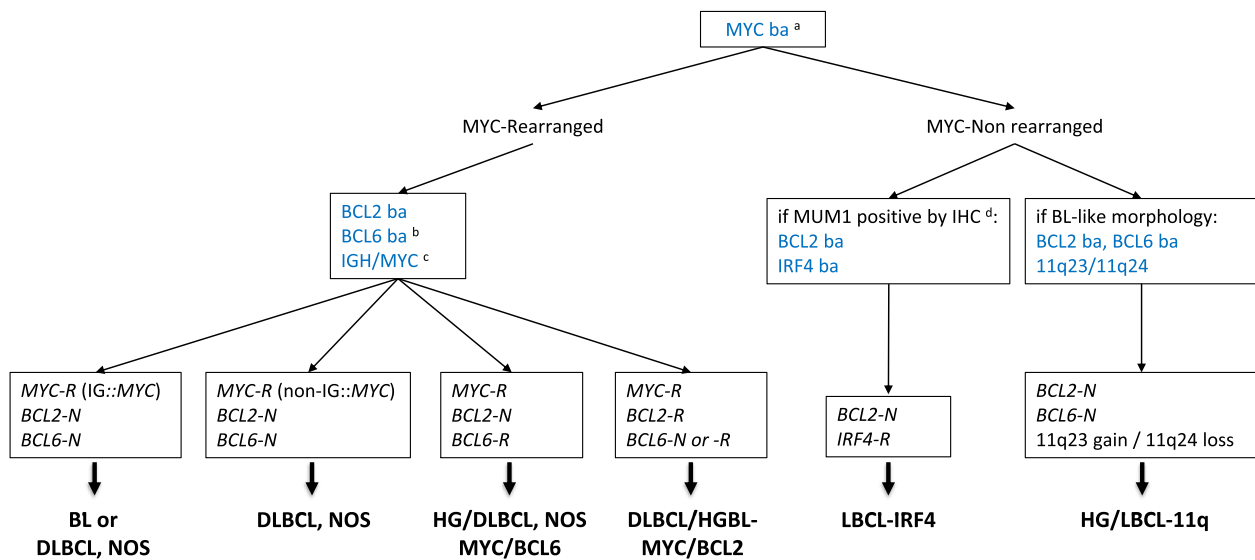 MYC ba a
MYC-Rearranged
MYC-Non rearranged
BCL2 ba
BCL6 ba b
IGH/MYC c
if MUM1 positive by IHC d:
BCL2 ba
IRF4 ba
if BL-like morphology:
BCL2 ba, BCL6 ba
11q23/11q24
MYC-R (IG::MYC)
BCL2-N
BCL6-N
MYC-R (non-IG::MYC)
BCL2-N
BCL6-N
MYC-R
BCL2-N
BCL6-R
MYC-R
BCL2-R
BCL6-N or -R
BCL2-N
IRF4-R
BCL2-N
BCL6-N
11q23 gain / 11q24 loss
BL or
DLBCL, NOS
DLBCL, NOS
HG/DLBCL, NOS
MYC/BCL6
DLBCL/HGBL-
MYC/BCL2
LBCL-IRF4
HG/LBCL-11q